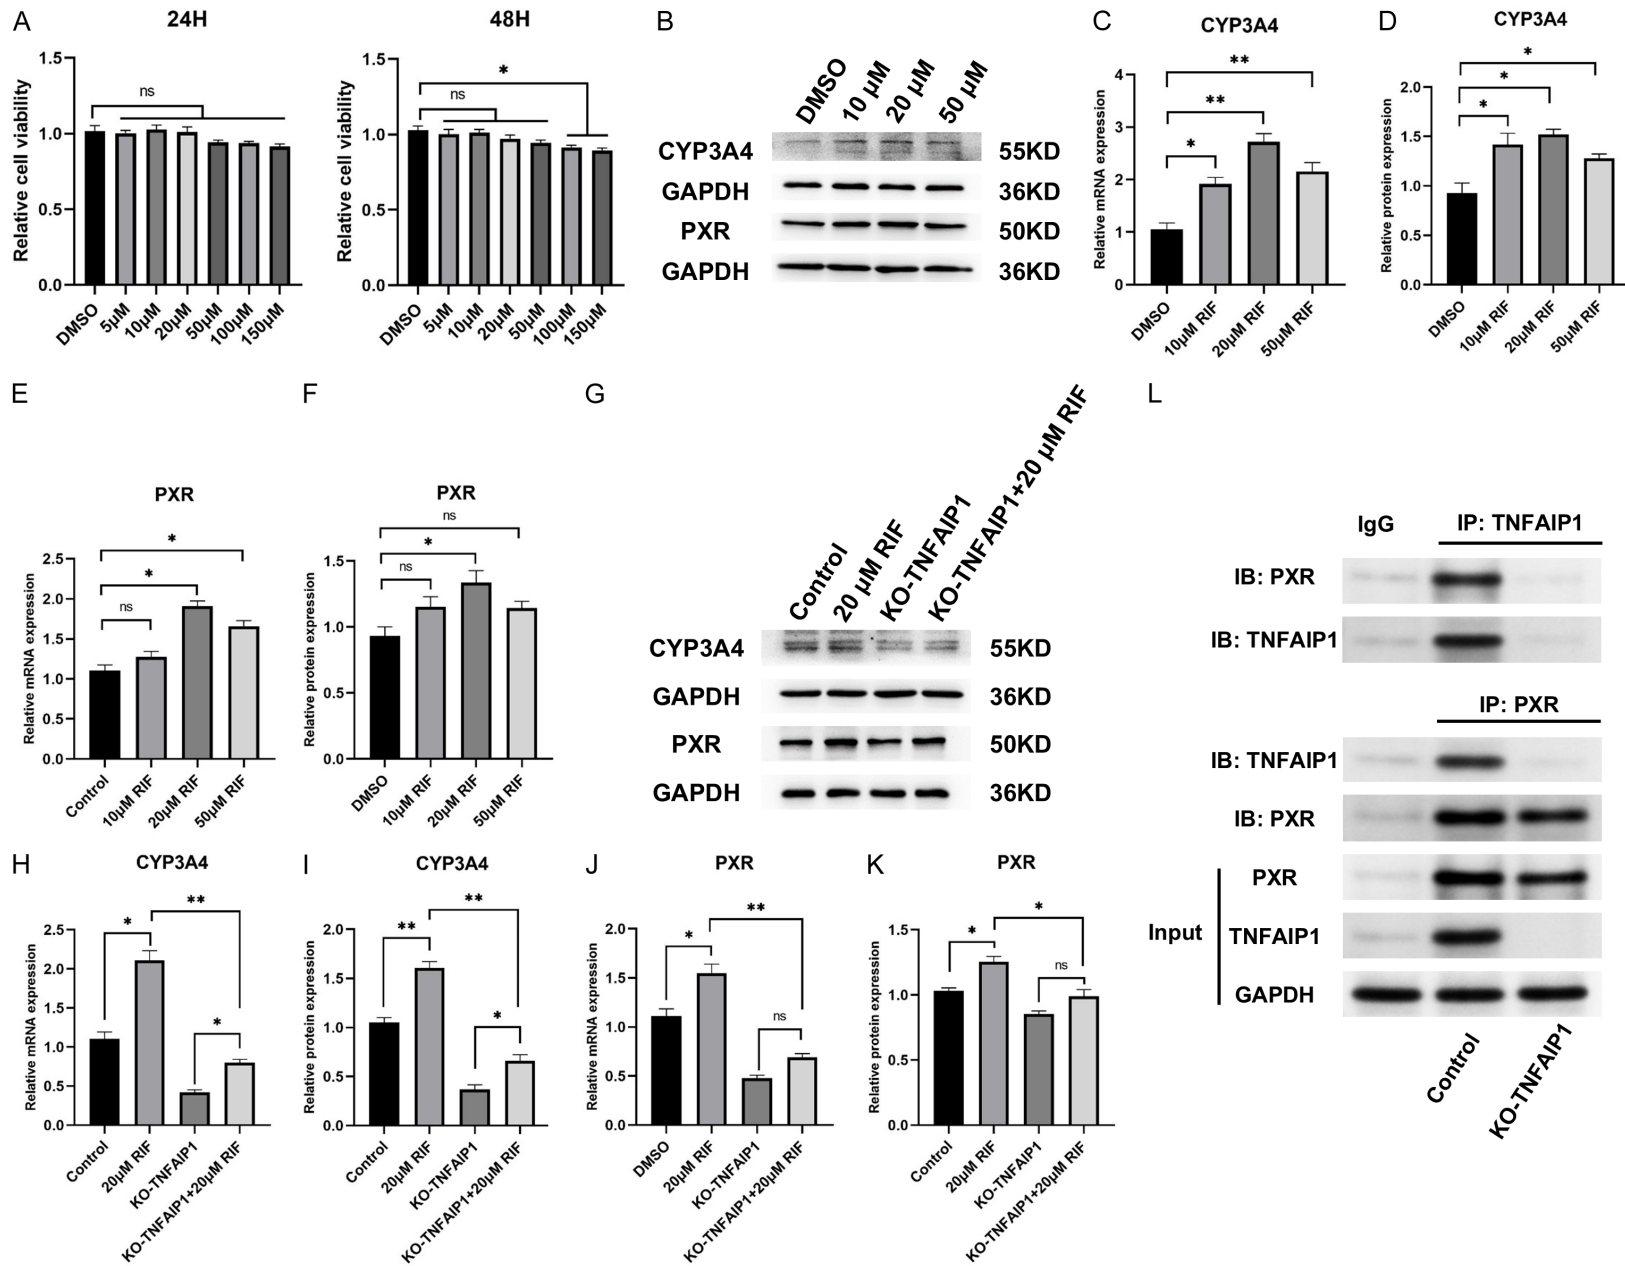 A
24H
Relative cell viability
1.5
1.0
0.5
0.0
ns
DMSO
5μM
10μM
20μM
50μM
100μM
150μM
48H
Relative cell viability
1.5
1.0
0.5
0.0
*
ns
DMSO
5μM
10μM
20μM
50μM
100μM
150μM
B
DMSO
10 μM
20 μM
50 μM
CYP3A4 55KD
GAPDH 36KD
PXR 50KD
GAPDH 36KD
C
CYP3A4
Relative mRNA expression
4
3
2
1
0
**
**
*
DMSO
10μM RIF
20μM RIF
50μM RIF
D
CYP3A4
Relative protein expression
2.0
1.5
1.0
0.5
0.0
*
*
*
DMSO
10μM RIF
20μM RIF
50μM RIF
E
PXR
Relative mRNA expression
2.5
2.0
1.5
1.0
0.5
0.0
*
*
ns
Control
10μM RIF
20μM RIF
50μM RIF
F
PXR
Relative protein expression
1.5
1.0
0.5
0.0
ns
*
ns
DMSO
10μM RIF
20μM RIF
50μM RIF
G
Control
20 μM RIF
KO-TNFAIP1
KO-TNFAIP1+20 μM RIF
CYP3A4 55KD
GAPDH 36KD
PXR 50KD
GAPDH 36KD
H
CYP3A4
Relative mRNA expression
2.5
2.0
1.5
1.0
0.5
0.0
**
*
*
Control
20μM RIF
KO-TNFAIP1
KO-TNFAIP1+20μM RIF
I
CYP3A4
Relative protein expression
2.0
1.5
1.0
0.5
0.0
**
**
*
Control
20μM RIF
KO-TNFAIP1
KO-TNFAIP1+20μM RIF
J
PXR
Relative mRNA expression
2.0
1.5
1.0
0.5
0.0
**
*
ns
DMSO
20μM RIF
KO-TNFAIP1
KO-TNFAIP1+20μM RIF
K
PXR
Relative protein expression
1.5
1.0
0.5
0.0
*
*
ns
Control
20μM RIF
KO-TNFAIP1
KO-TNFAIP1+20μM RIF
L
IgG IP: TNFAIP1
IB: PXR
IB: TNFAIP1
IP: PXR
IB: TNFAIP1
IB: PXR
Input
PXR
TNFAIP1
GAPDH
Control
KO-TNFAIP1